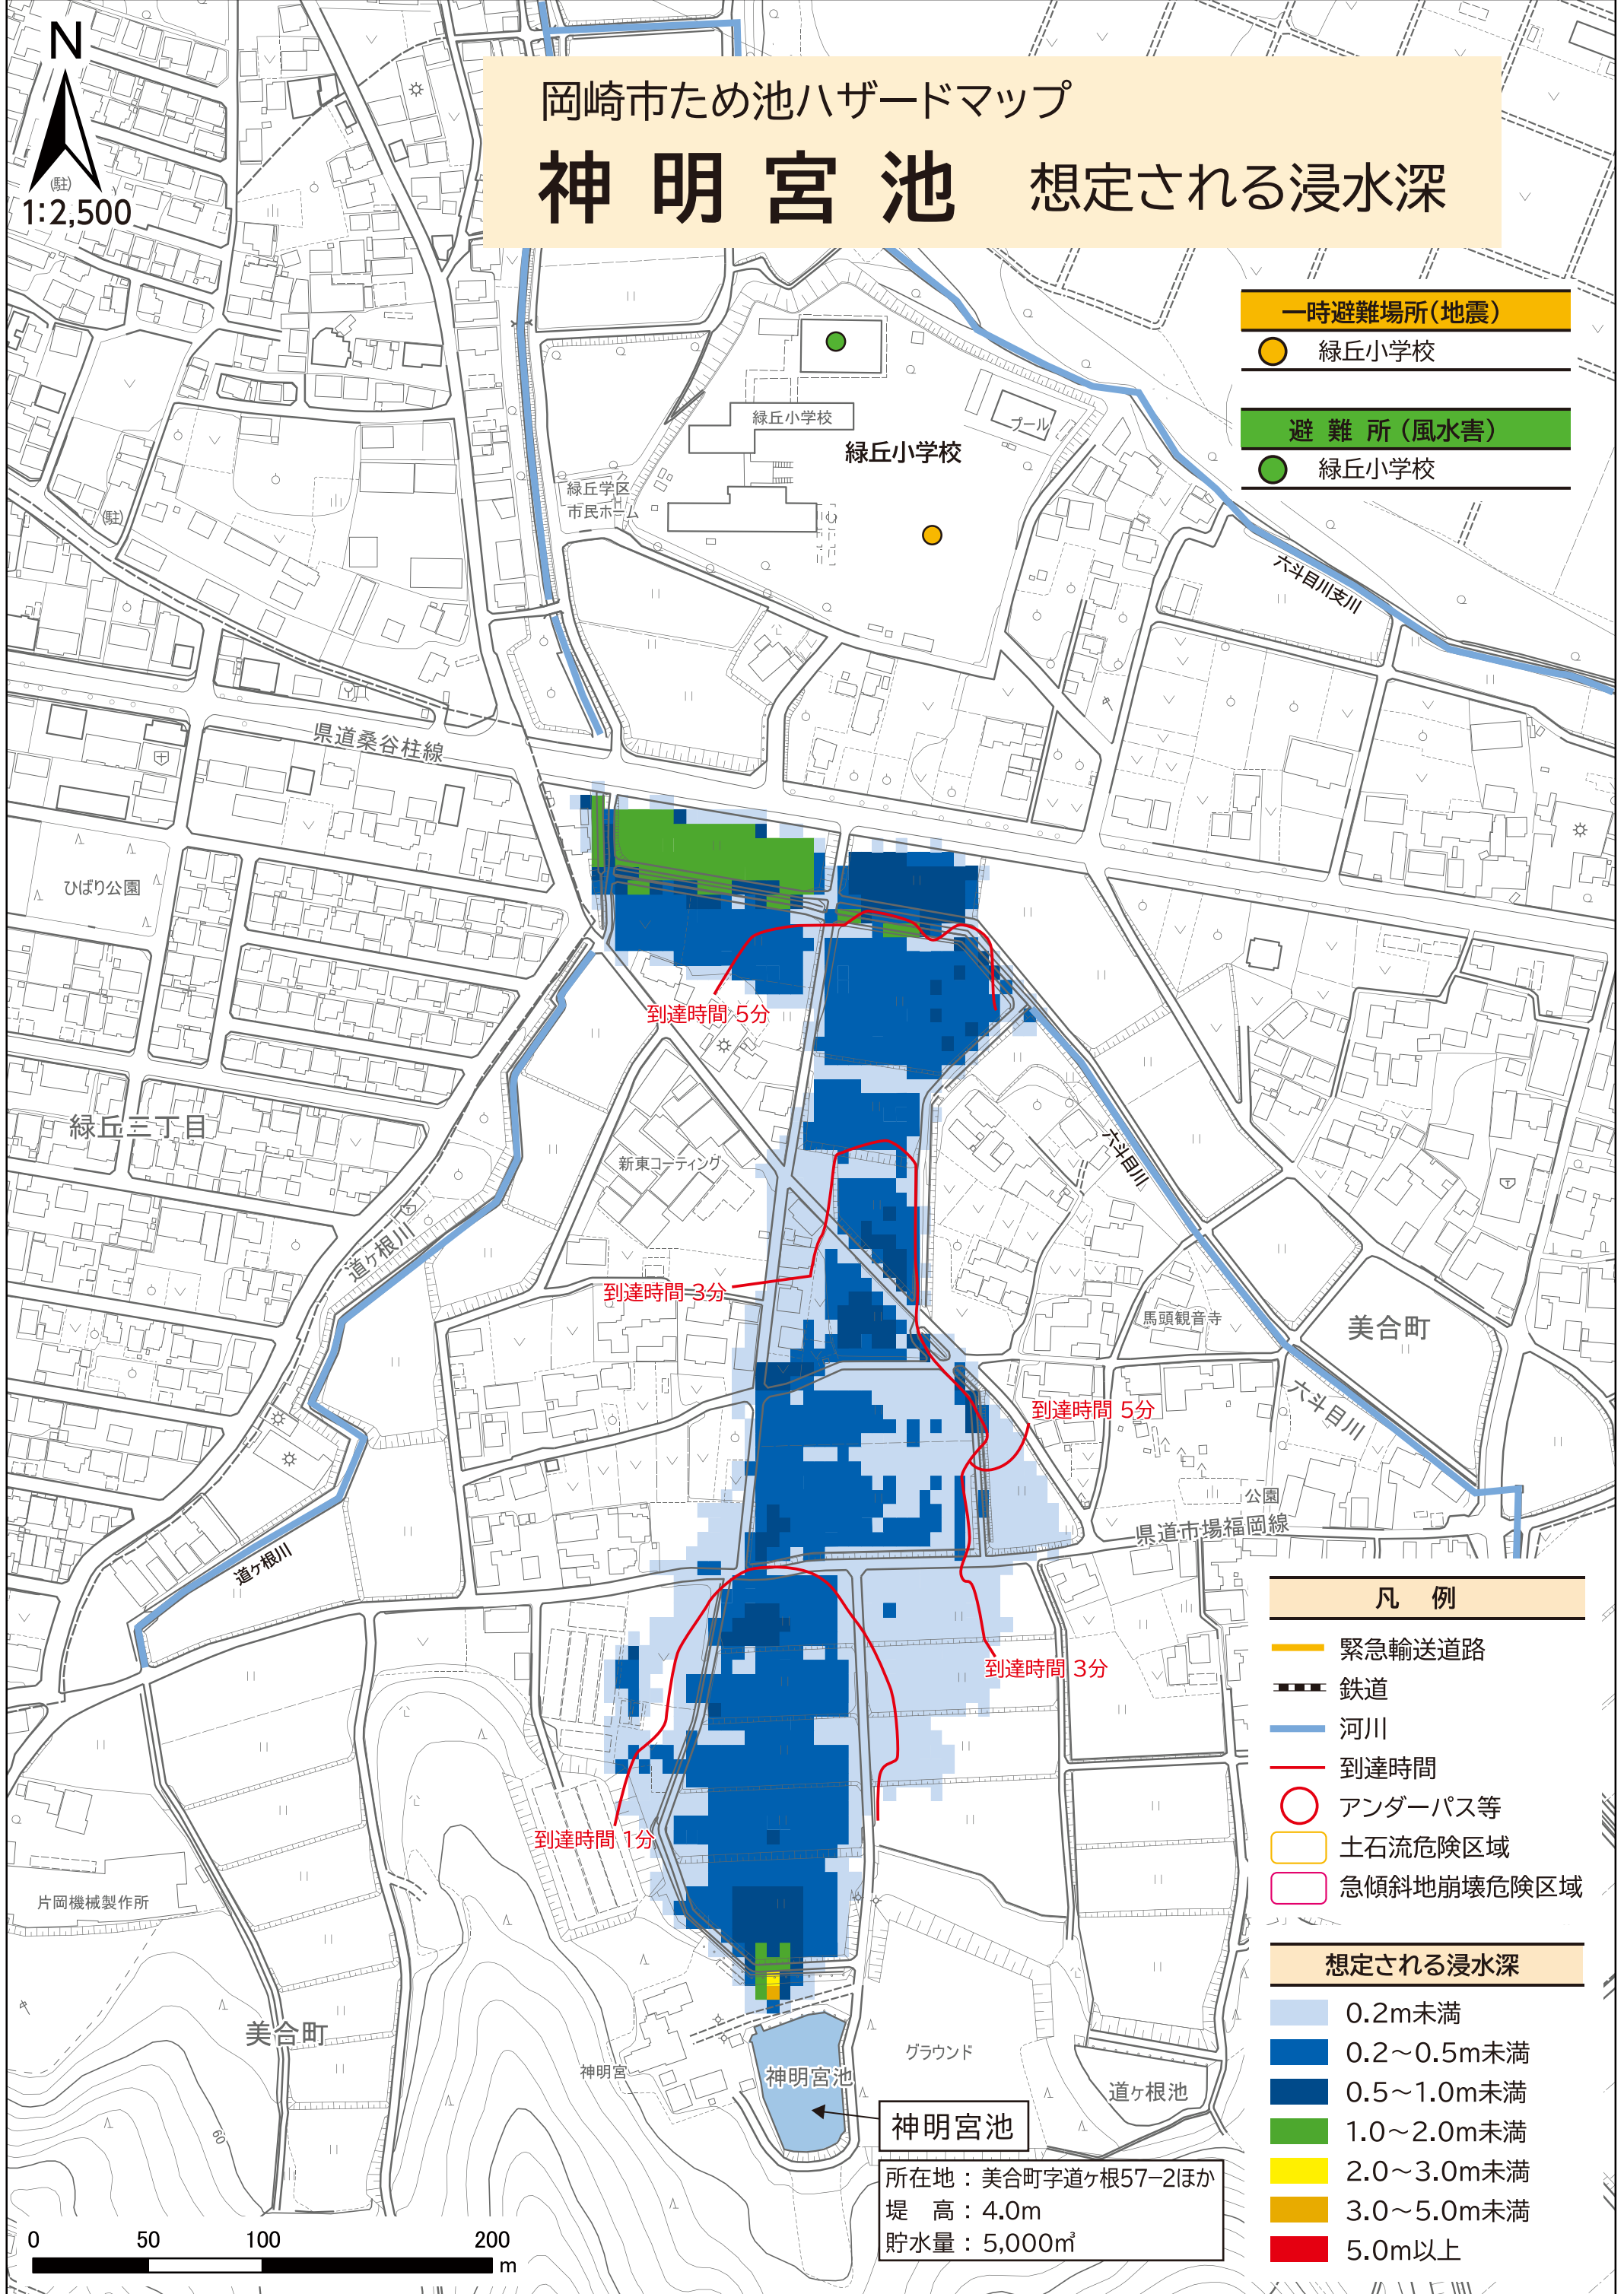 N
(駐)
1:2,500
岡崎市ため池ハザードマップ
神明宮池 想定される浸水深
一時避難場所(地震)
緑丘小学校
避難所(風水害)
緑丘小学校
緑丘小学校
プール
緑丘小学校
緑丘学区
市民ホーム
(駐)
六斗目川支川
県道桑谷柱線
ひばり公園
到達時間 5分
緑丘三丁目
新東コーティング
六斗目川
道ヶ根川
到達時間 3分
馬頭観音寺
美合町
六斗目川
到達時間 5分
公園
県道市場福岡線
道ヶ根川
到達時間 3分
到達時間 1分
片岡機械製作所
美合町
神明宮
神明宮池
グラウンド
道ヶ根池
60
神明宮池
所在地:美合町字道ヶ根57−2ほか
堤 高:4.0m
貯水量:5,000㎥
凡 例
緊急輸送道路
鉄道
河川
到達時間
アンダーパス等
土石流危険区域
急傾斜地崩壊危険区域
想定される浸水深
0.2m未満
0.2〜0.5m未満
0.5〜1.0m未満
1.0〜2.0m未満
2.0〜3.0m未満
3.0〜5.0m未満
5.0m以上
0 50 100 200
m